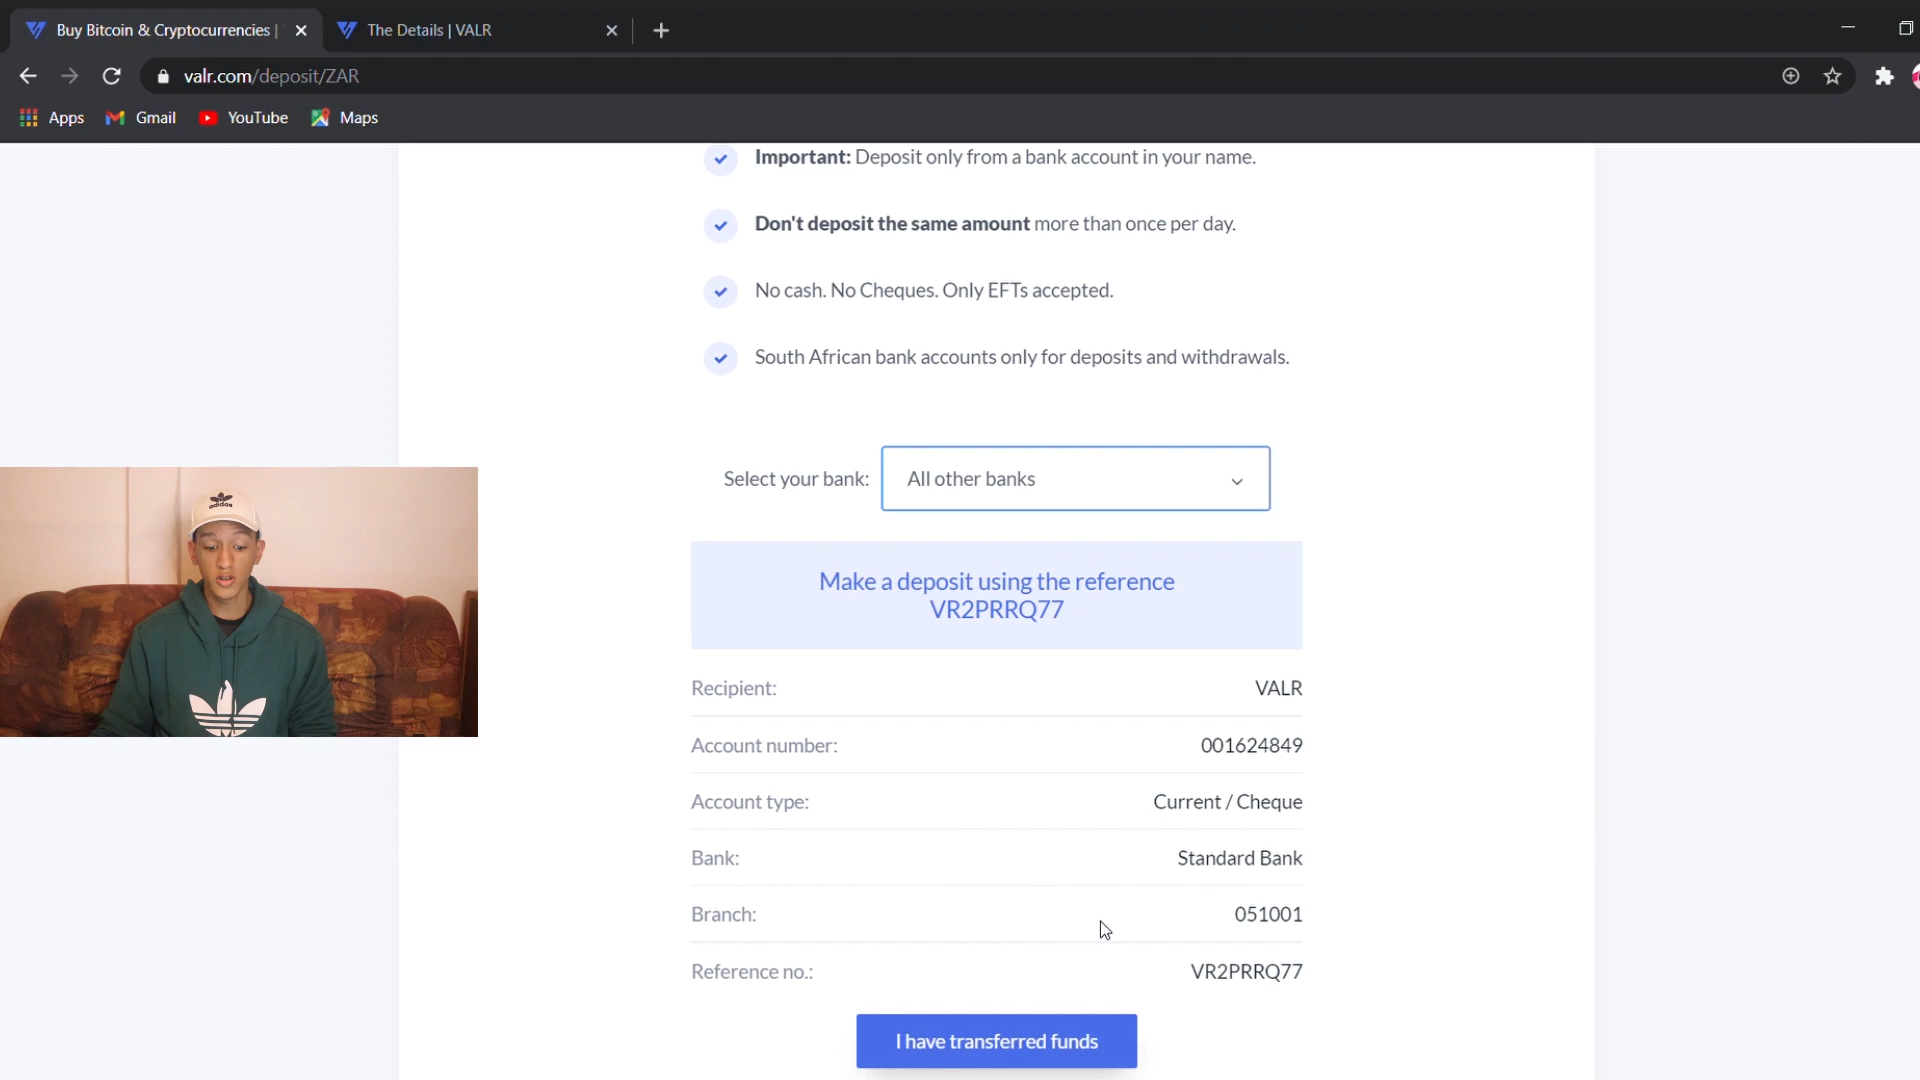 Buy Bitcoin & Cryptocurrencies |
The Details | VALR
valr.com/deposit/ZAR
Apps
Gmail
YouTube
Maps
Important: Deposit only from a bank account in your name.
Don't deposit the same amount more than once per day.
No cash. No Cheques. Only EFTs accepted.
South African bank accounts only for deposits and withdrawals.
Select your bank: All other banks
adidas
Make a deposit using the reference
VR2PRRQ77
Recipient: VALR
Account number: 001624849
Account type: Current / Cheque
Bank: Standard Bank
Branch: 051001
Reference no.: VR2PRRQ77
I have transferred funds